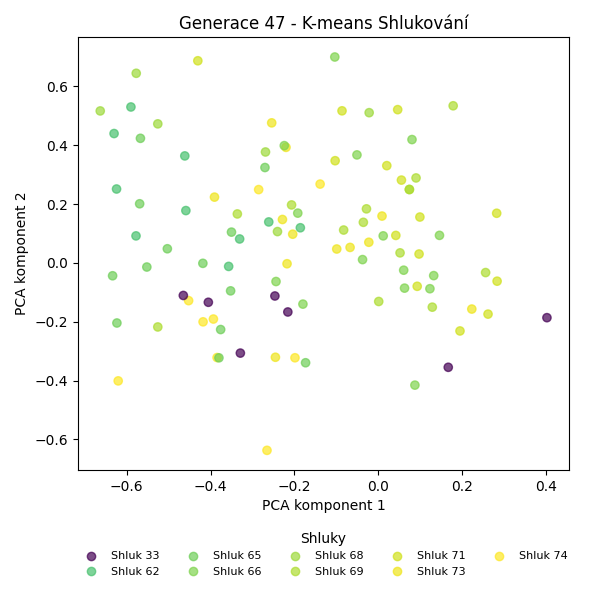 Generace 47 - K-means Shlukování
0.6
0.4
0.2
0.0
−0.2
−0.4
−0.6
PCA komponent 2
−0.6 −0.4 −0.2 0.0 0.2 0.4
PCA komponent 1
Shluky
Shluk 33 Shluk 65 Shluk 68 Shluk 71 Shluk 74
Shluk 62 Shluk 66 Shluk 69 Shluk 73